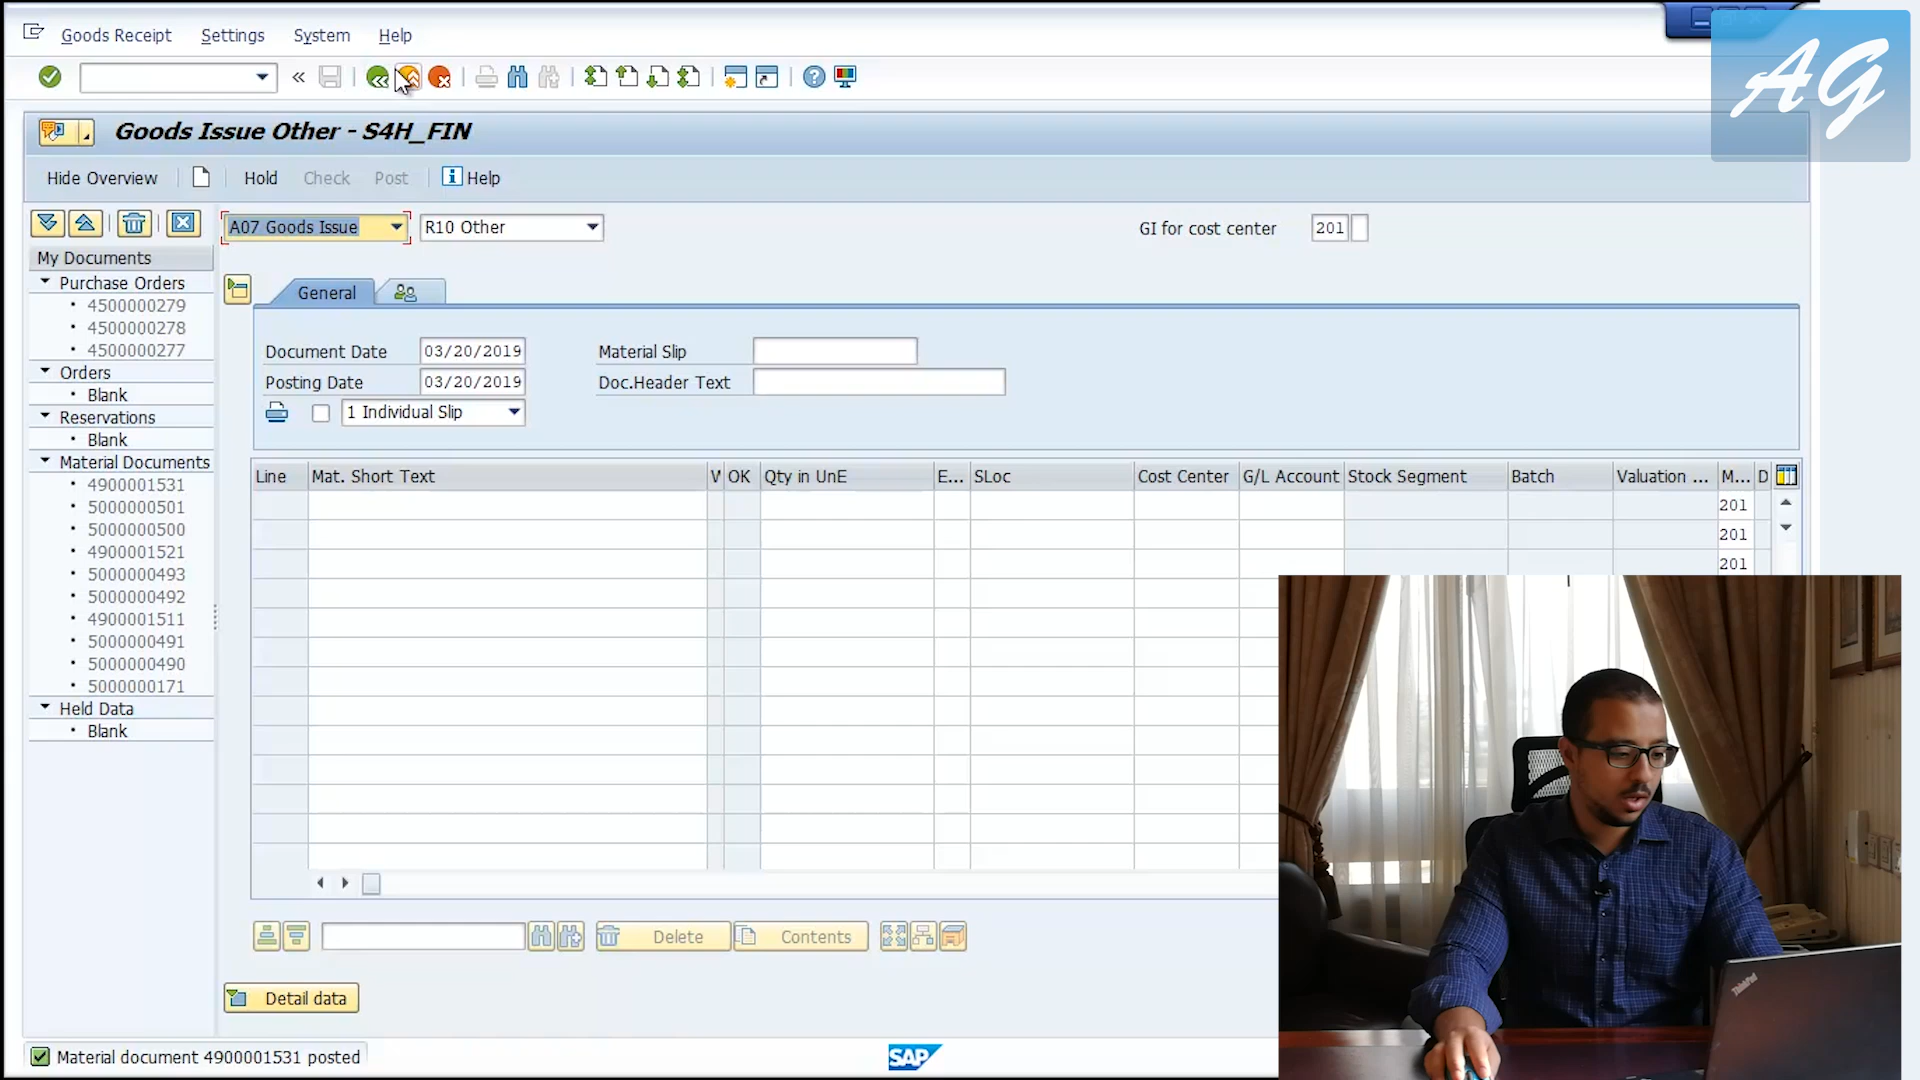 Goods Receipt Settings System Help
AG
Goods Issue Other - S4H_FIN
Hide Overview Hold Check Post Help
A07 Goods Issue R10 Other GI for cost center 201
My Documents
Purchase Orders
4500000279
4500000278
4500000277
Orders
Blank
Reservations
Blank
Material Documents
4900001531
5000000501
5000000500
4900001521
5000000493
5000000492
4900001511
5000000491
5000000490
5000000171
Held Data
Blank
General
Document Date 03/20/2019 Material Slip
Posting Date 03/20/2019 Doc.Header Text
1 Individual Slip
Line Mat. Short Text V OK Qty in UnE E... SLoc Cost Center G/L Account Stock Segment Batch Valuation ... M... D
201
201
201
Delete Contents
Detail data
Material document 4900001531 posted
SAP
ThinkPad